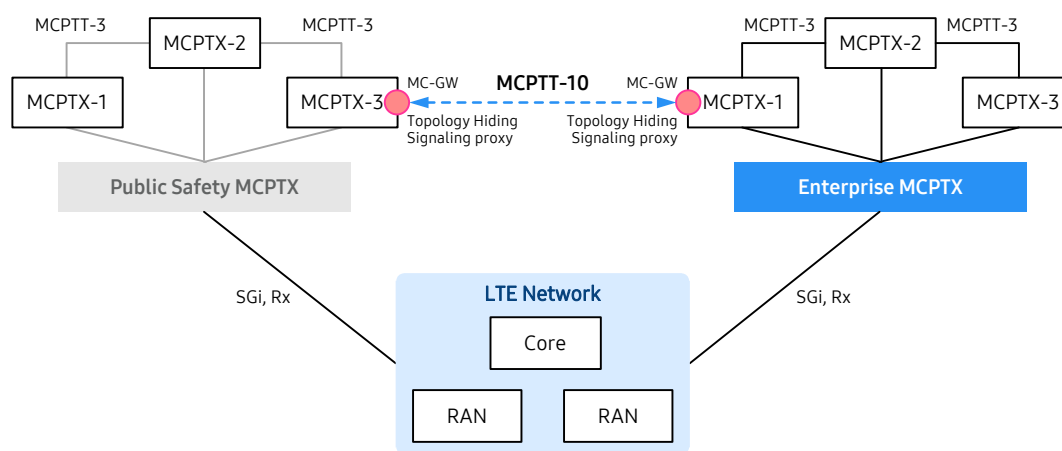 MCPTT-3
MCPTX-2
MCPTT-3
MCPTX-1
MCPTX-3
MC-GW
Topology Hiding
Signaling proxy
MCPTT-10
MC-GW
Topology Hiding
Signaling proxy
MCPTT-3
MCPTX-2
MCPTT-3
MCPTX-1
MCPTX-3
Public Safety MCPTX
Enterprise MCPTX
SGi, Rx
SGi, Rx
LTE Network
Core
RAN
RAN